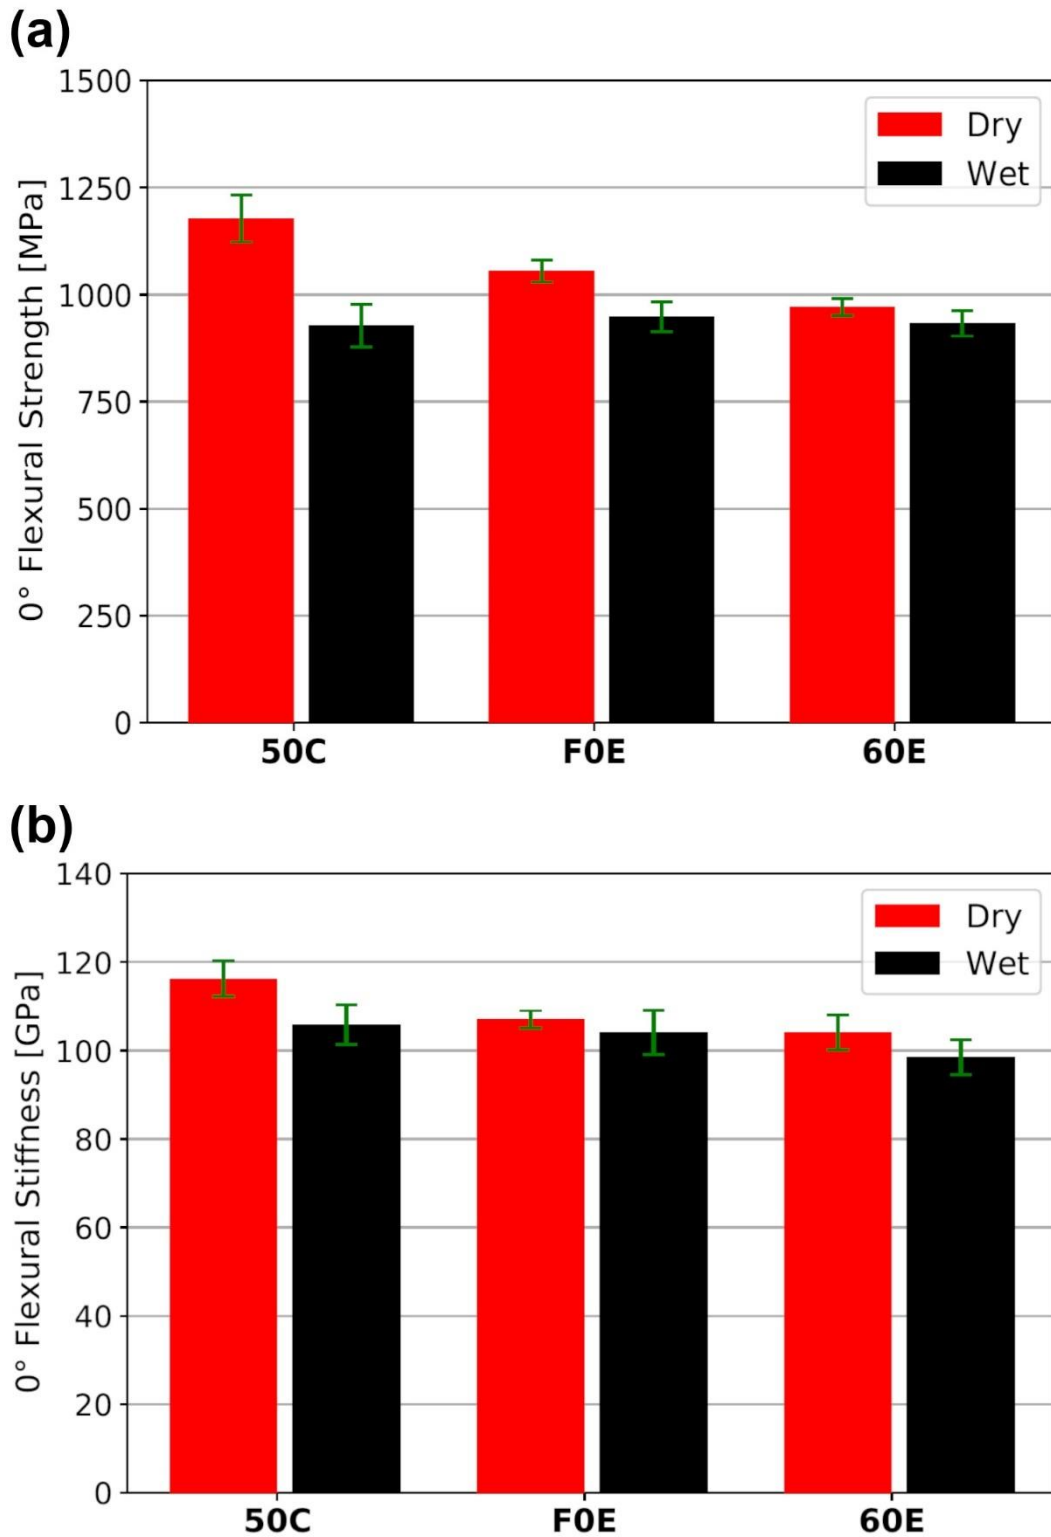 (a)
0° Flexural Strength [MPa]
1500
1250
1000
750
500
250
0
Dry
Wet
50C F0E 60E
(b)
0° Flexural Stiffness [GPa]
140
120
100
80
60
40
20
0
Dry
Wet
50C F0E 60E